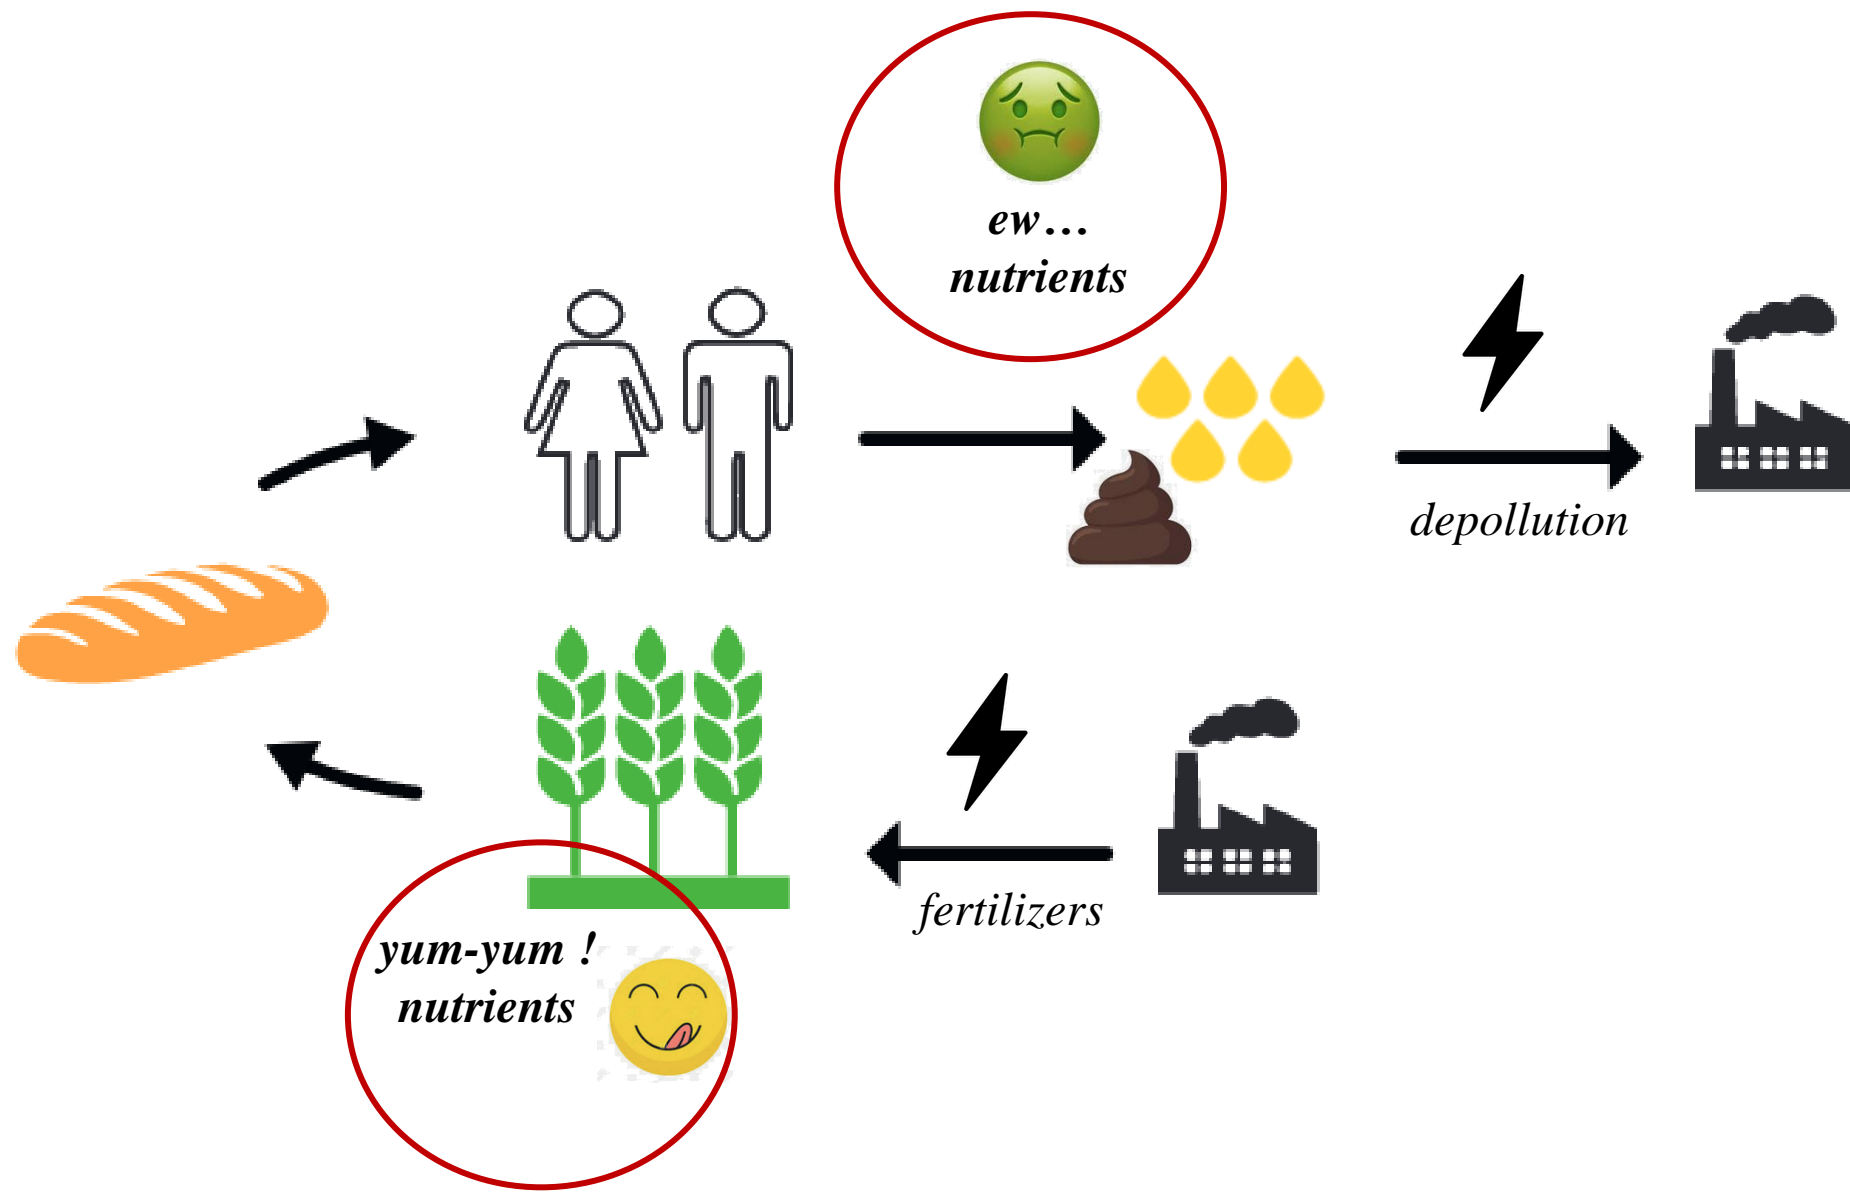 ew…
nutrients
depollution
fertilizers
yum-yum !
nutrients